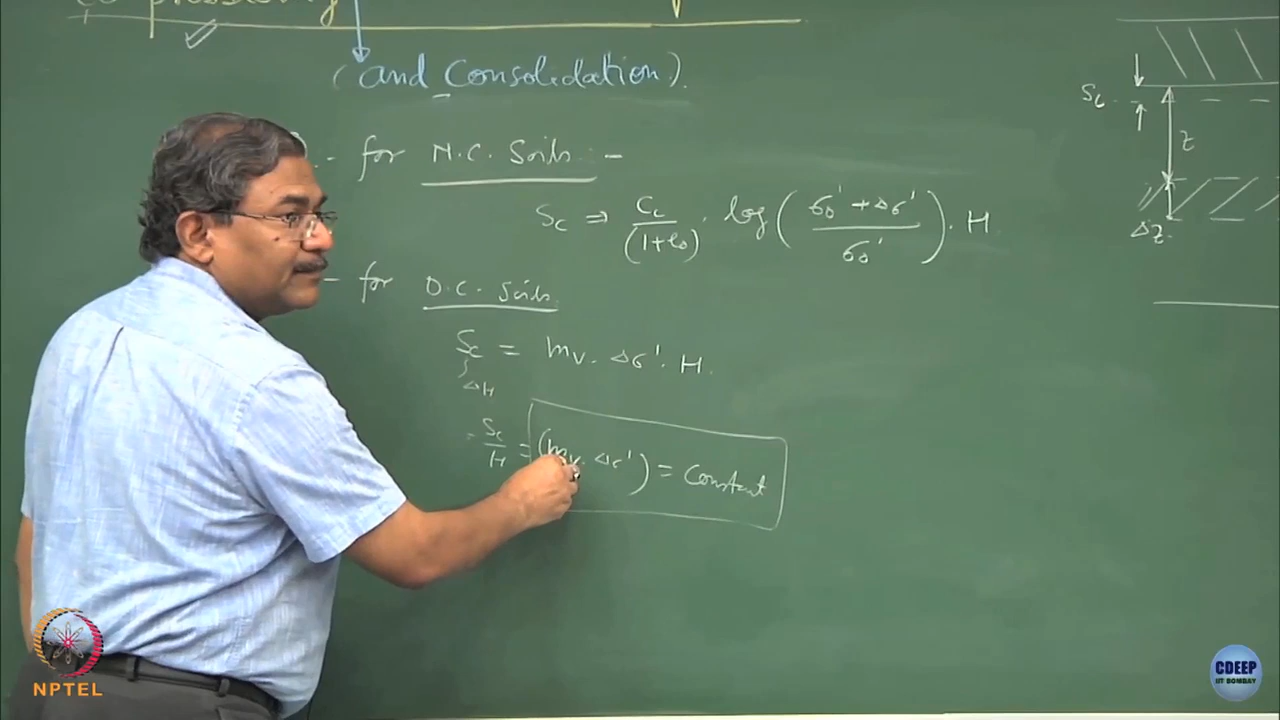 (and Consolidation).
- for N.C. Soils :-
Sc ⇒ Cc/(1+e0) . log( (σ0' + Δσ')/σ0' ) . H
- for O.C. Soils
Sc = mv . Δσ' . H.
ΔH
Sc/H = (mv . Δσ') = Constant
Sc
z
Δz
NPTEL
CDEEP
IIT BOMBAY